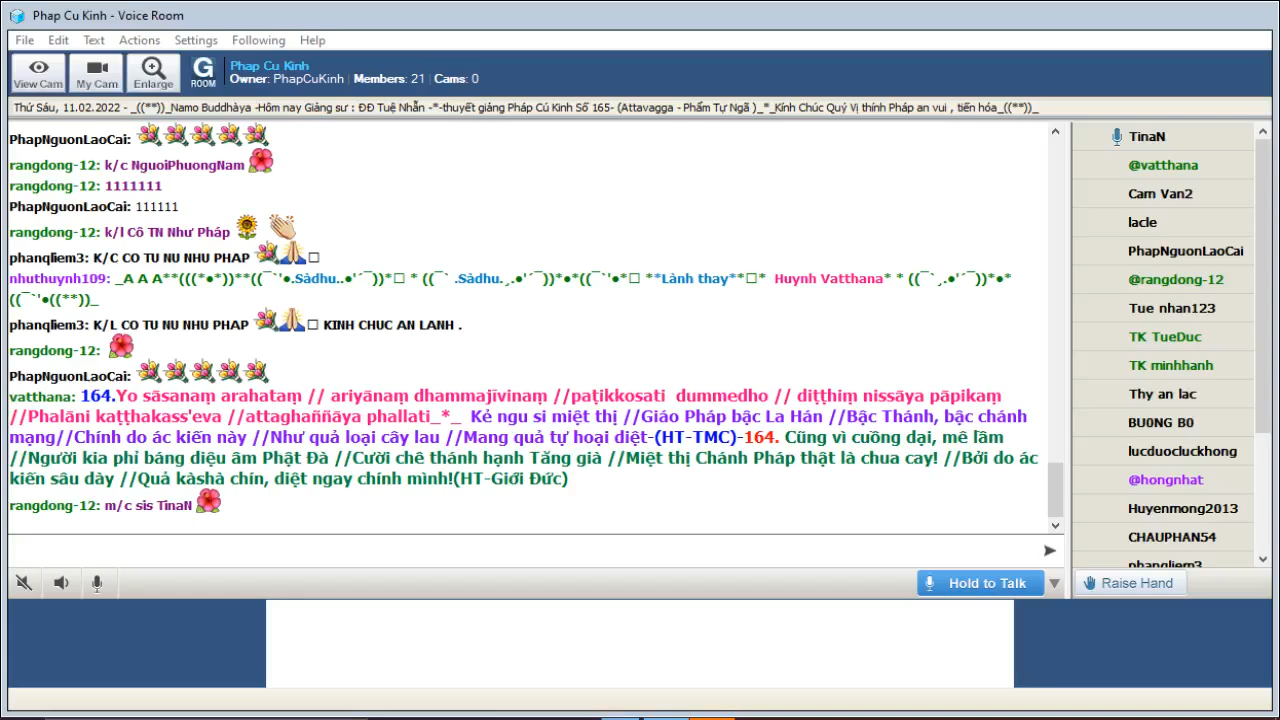 Phap Cu Kinh - Voice Room
File Edit Text Actions Settings Following Help
View Cam My Cam Enlarge G ROOM
Phap Cu Kinh
Owner: PhapCuKinh Members: 21 Cams: 0
Thứ Sáu, 11.02.2022 - _((**))_Namo Buddhàya -Hôm nay Giảng sư : ĐĐ Tuệ Nhẫn -*-thuyết giảng Pháp Cú Kinh Số 165- (Attavagga - Phẩm Tự Ngã )_*_Kính Chúc Quý Vị thính Pháp an vui , tiến hóa_((**))_
PhapNguonLaoCai:
rangdong-12: k/c NguoiPhuongNam
rangdong-12: 1111111
PhapNguonLaoCai: 111111
rangdong-12: k/l Cô TN Như Pháp
phanqliem3: K/C CO TU NU NHU PHAP
nhuthuynh109: _A A A**(((*●*))**((¯`'●.Sàdhu..●'´¯))*□ * ((¯`.Sàdhu.¸.●'´¯))*●*((¯`'●*□ **Lành thay**□* Huynh Vatthana* * ((¯`¸.●'´¯))*●*
((¯`'●((**))_
phanqliem3: K/L CO TU NU NHU PHAP □ KINH CHUC AN LANH .
rangdong-12:
PhapNguonLaoCai:
vatthana: 164.Yo sāsanaṃ arahataṃ // ariyānaṃ dhammajīvinaṃ //paṭikkosati dummedho // diṭṭhiṃ nissāya pāpikaṃ
//Phalāni kaṭṭhakass'eva //attaghaññāya phallati_*_ Kẻ ngu si miệt thị //Giáo Pháp bậc La Hán //Bậc Thánh, bậc chánh
mạng//Chính do ác kiến này //Như quả loại cây lau //Mang quả tự hoại diệt-(HT-TMC)-164. Cũng vì cuồng dại, mê lầm
//Người kia phỉ báng diệu âm Phật Đà //Cười chê thánh hạnh Tăng già //Miệt thị Chánh Pháp thật là chua cay! //Bởi do ác
kiến sâu dày //Quả kàshà chín, diệt ngay chính mình!(HT-Giới Đức)
rangdong-12: m/c sis TinaN
Hold to Talk
TinaN
@vatthana
Cam Van2
lacle
PhapNguonLaoCai
@rangdong-12
Tue nhan123
TK TueDuc
TK minhhanh
Thy an lac
BU0NG B0
lucduocluckhong
@hongnhat
Huyenmong2013
CHAUPHAN54
phanqliem3
Raise Hand